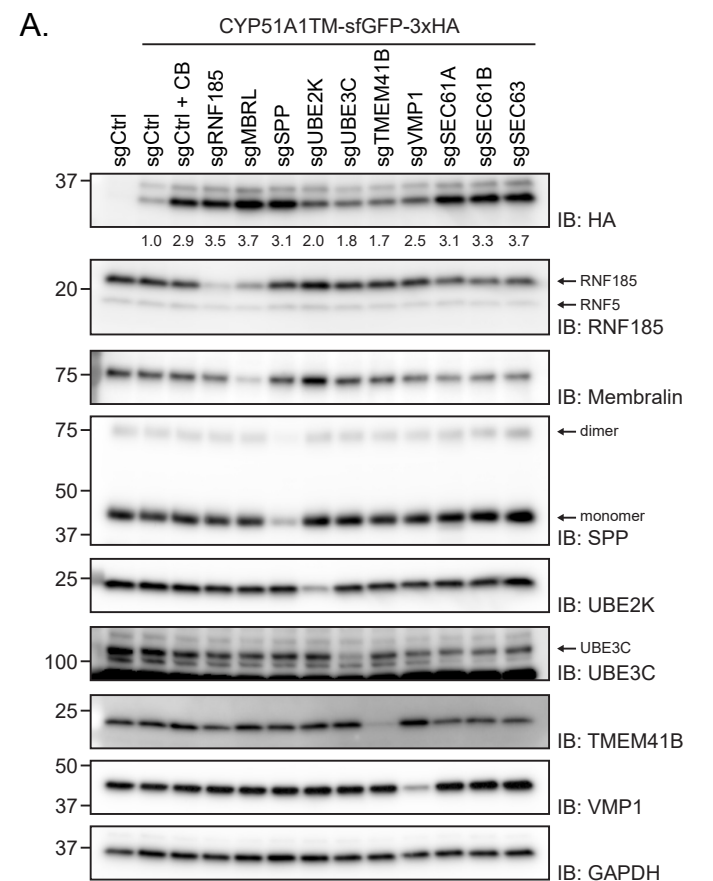 A.
CYP51A1TM-sfGFP-3xHA
sgCtrl
sgCtrl
sgCtrl + CB
sgRNF185
sgMBRL
sgSPP
sgUBE2K
sgUBE3C
sgTMEM41B
sgVMP1
sgSEC61A
sgSEC61B
sgSEC63
37
IB: HA
1.0 2.9 3.5 3.7 3.1 2.0 1.8 1.7 2.5 3.1 3.3 3.7
RNF185
20
RNF5
IB: RNF185
75
IB: Membralin
75
dimer
50
monomer
37
IB: SPP
25
IB: UBE2K
UBE3C
100
IB: UBE3C
25
IB: TMEM41B
50
37
IB: VMP1
37
IB: GAPDH